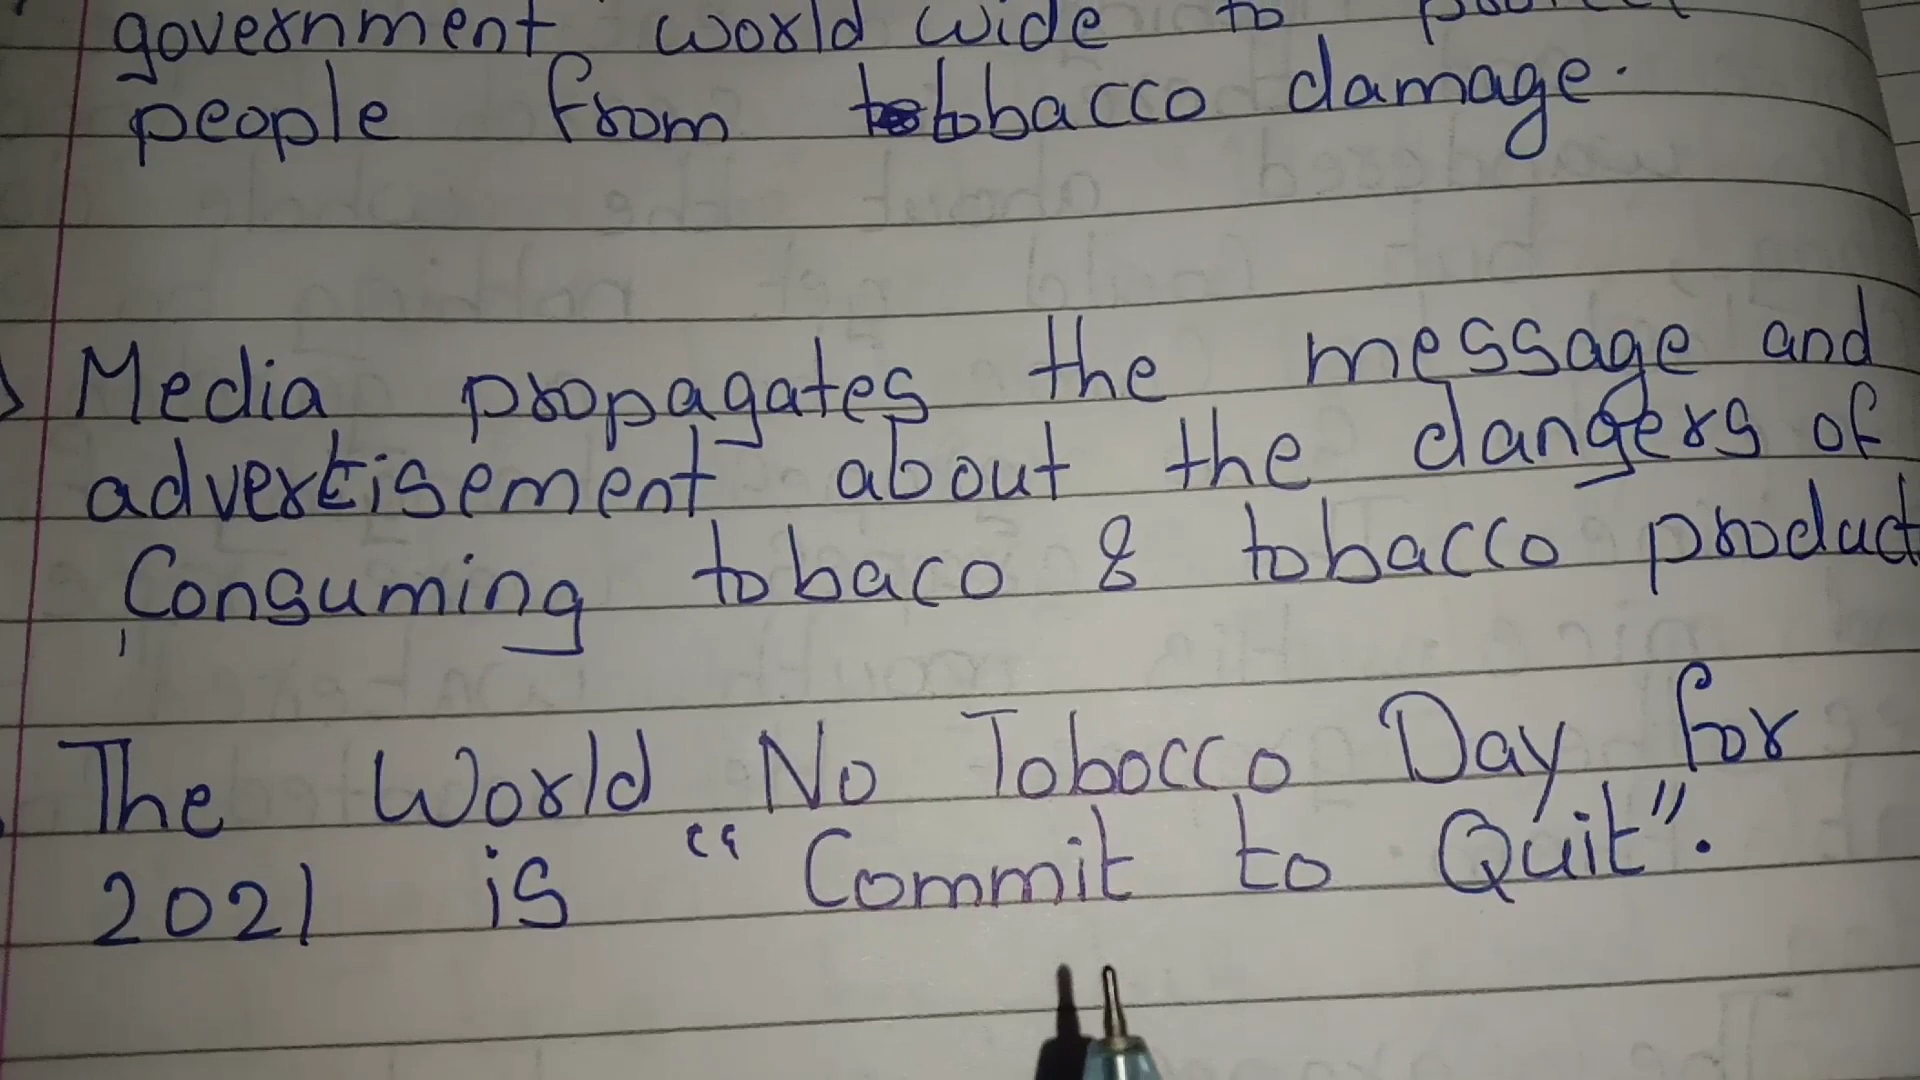 government world wide to
people from tobacco damage.
Media propagates the message and
advertisement about the dangers of
Consuming tobaco & tobacco product
The World No Tobocco Day for
2021 is "Commit to Quit".